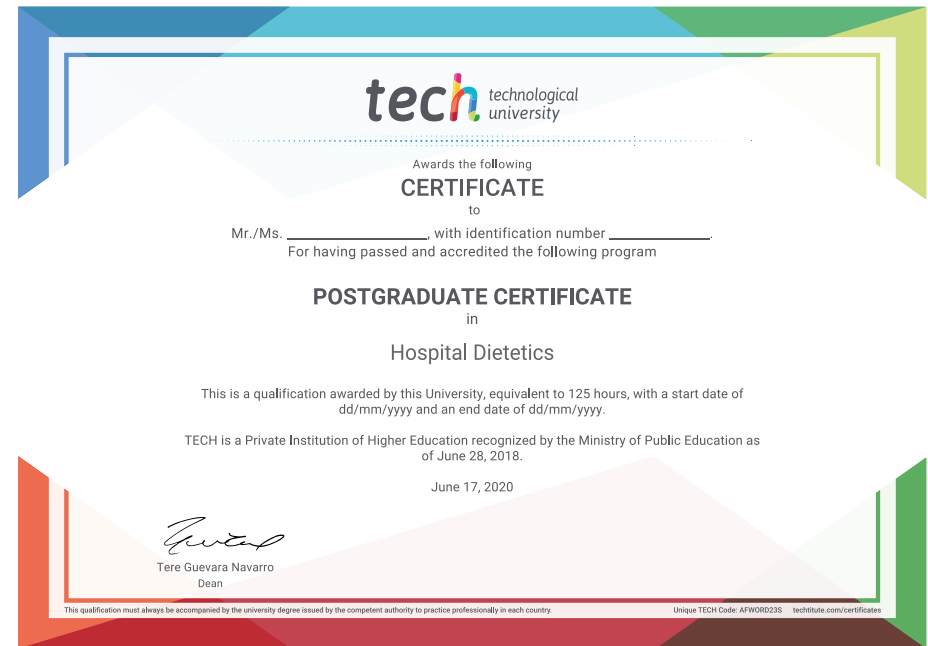 tech technological
university
Awards the following
CERTIFICATE
to
Mr./Ms. ____________________, with identification number ______________.
For having passed and accredited the following program
POSTGRADUATE CERTIFICATE
in
Hospital Dietetics
This is a qualification awarded by this University, equivalent to 125 hours, with a start date of
dd/mm/yyyy and an end date of dd/mm/yyyy.
TECH is a Private Institution of Higher Education recognized by the Ministry of Public Education as
of June 28, 2018.
June 17, 2020
Tere Guevara Navarro
Dean
This qualification must always be accompanied by the university degree issued by the competent authority to practice professionally in each country.
Unique TECH Code: AFWORD23S techtitute.com/certificates